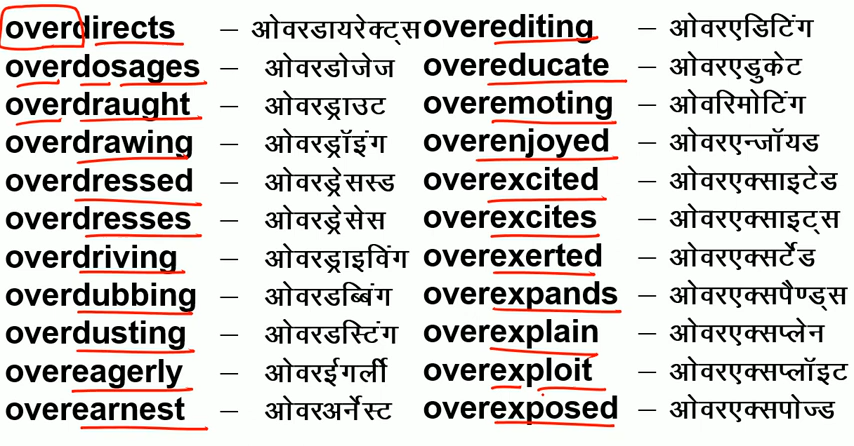 overdirects – ओवरडायरेक्ट्स
overdosages – ओवरडोजेज
overdraught – ओवरड्राउट
overdrawing – ओवरड्रॉइंग
overdressed – ओवरड्रेसस्ड
overdresses – ओवरड्रेसेस
overdriving – ओवरड्राइविंग
overdubbing – ओवरडब्बिंग
overdusting – ओवरडस्टिंग
overeagerly – ओवरईगर्ली
overearnest – ओवरअर्नेस्ट
overediting – ओवरएडिटिंग
overeducate – ओवरएडुकेट
overemoting – ओवरिमोटिंग
overenjoyed – ओवरएन्जॉयड
overexcited – ओवरएक्साइटेड
overexcites – ओवरएक्साइट्स
overexerted – ओवरएक्सर्टेड
overexpands – ओवरएक्सपैण्ड्स
overexplain – ओवरएक्सप्लेन
overexploit – ओवरएक्सप्लॉइट
overexposed – ओवरएक्सपोज्ड